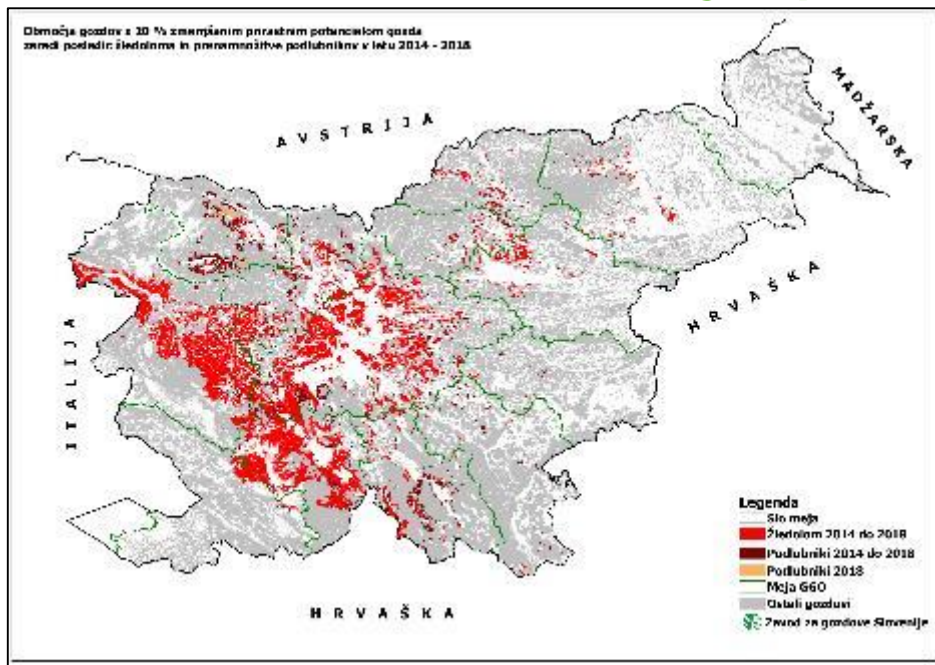 Območja gozdov z 20 % zmanjšanim prirastnim potencialom gozda
zaradi posledic žledoloma in prenamnožitve podlubnikov v letu 2014 - 2018
MADŽARSKA
AVSTRIJA
HRVAŠKA
ITALIJA
Legenda
Slo meja
Žledolom 2014 do 2018
Podlubniki 2014 do 2018
Podlubniki 2018
Meja GGO
Ostali gozdovi
Zavod za gozdove Slovenije
HRVAŠKA